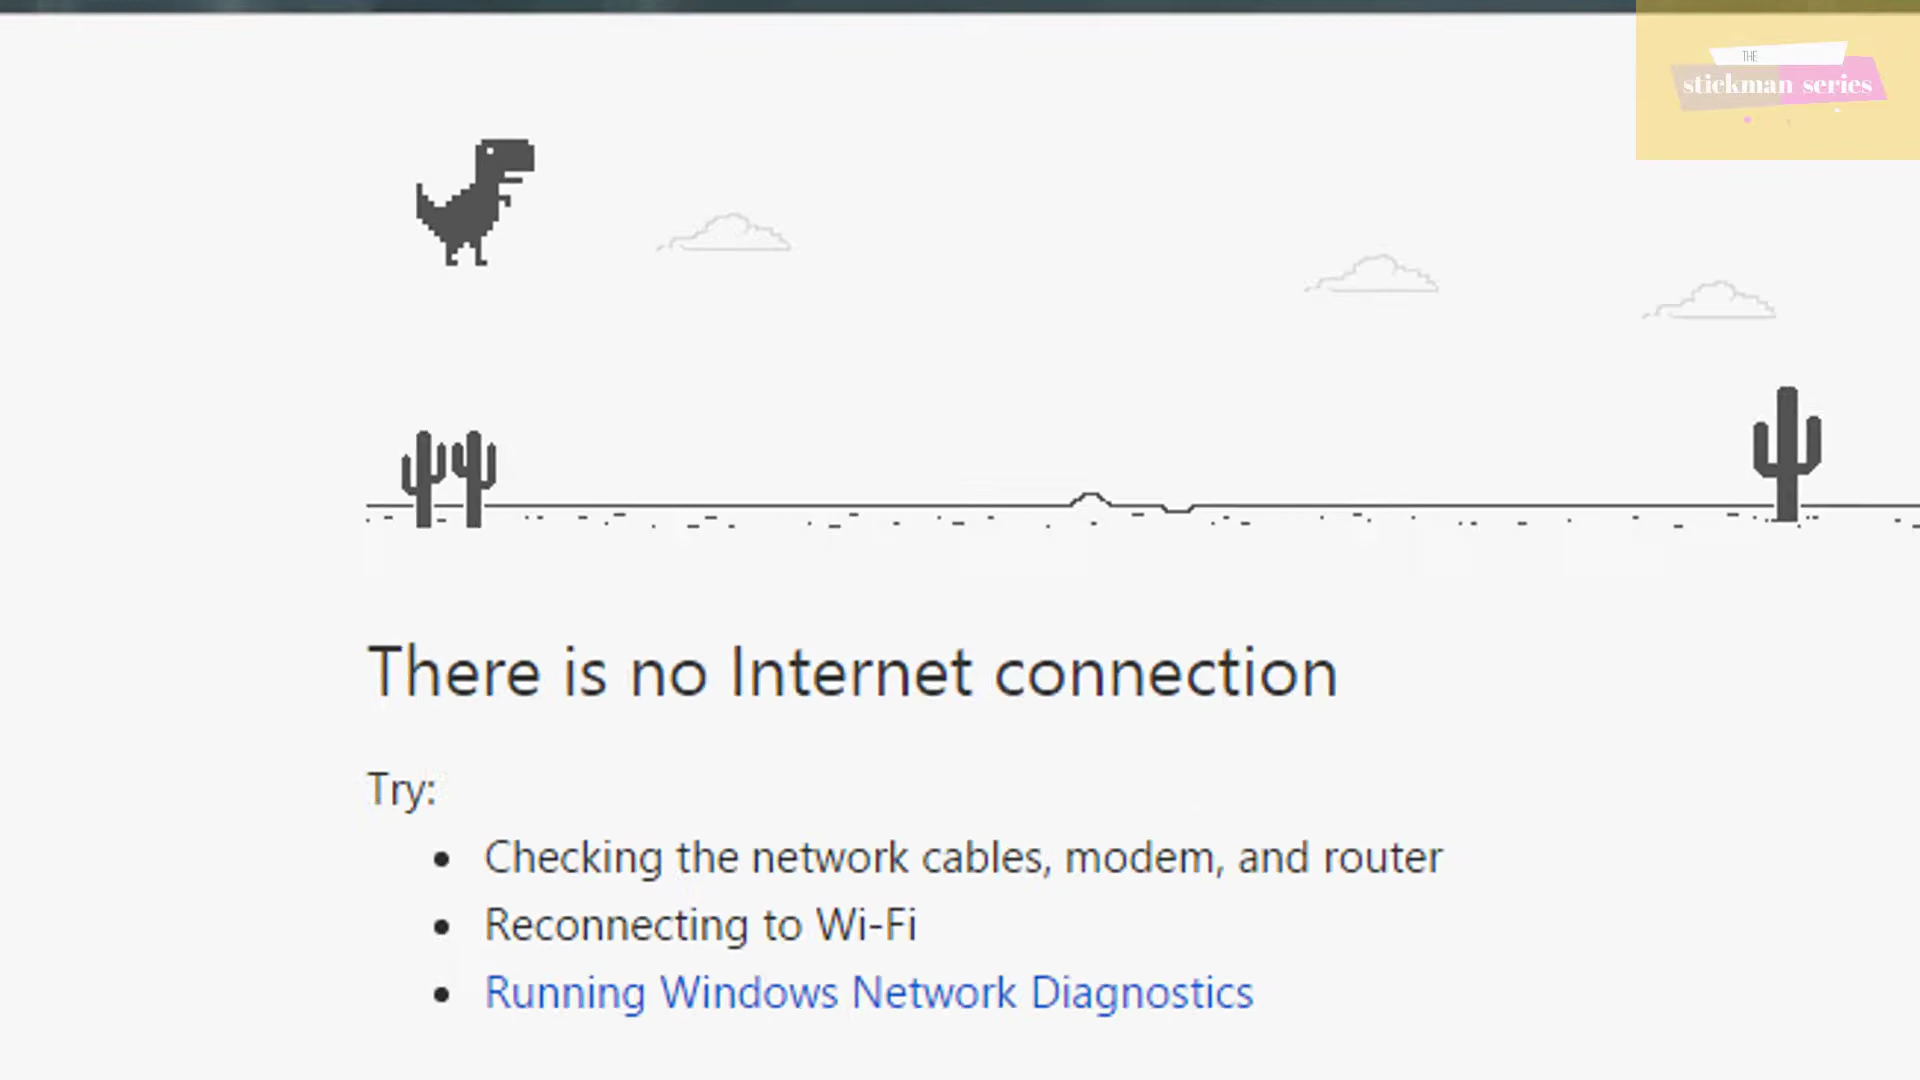 THE
stickman series
There is no Internet connection
Try:
Checking the network cables, modem, and router
Reconnecting to Wi-Fi
Running Windows Network Diagnostics